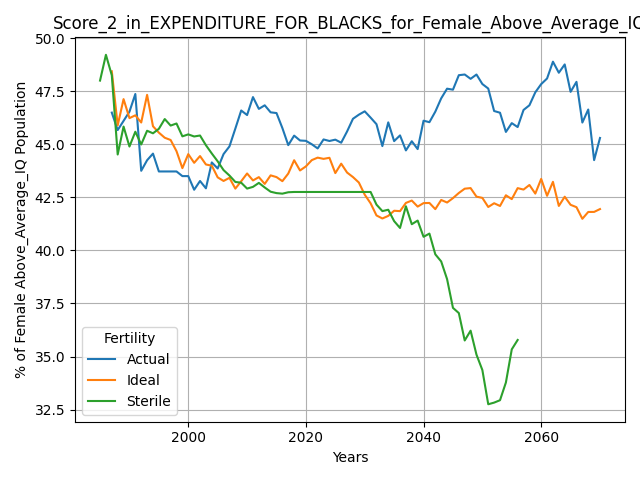 Score_2_in_EXPENDITURE_FOR_BLACKS_for_Female_Above_Average_IQ
50.0
47.5
45.0
42.5
40.0
37.5
35.0
32.5
% of Female Above_Average_IQ Population
Fertility
Actual
Ideal
Sterile
2000 2020 2040 2060
Years